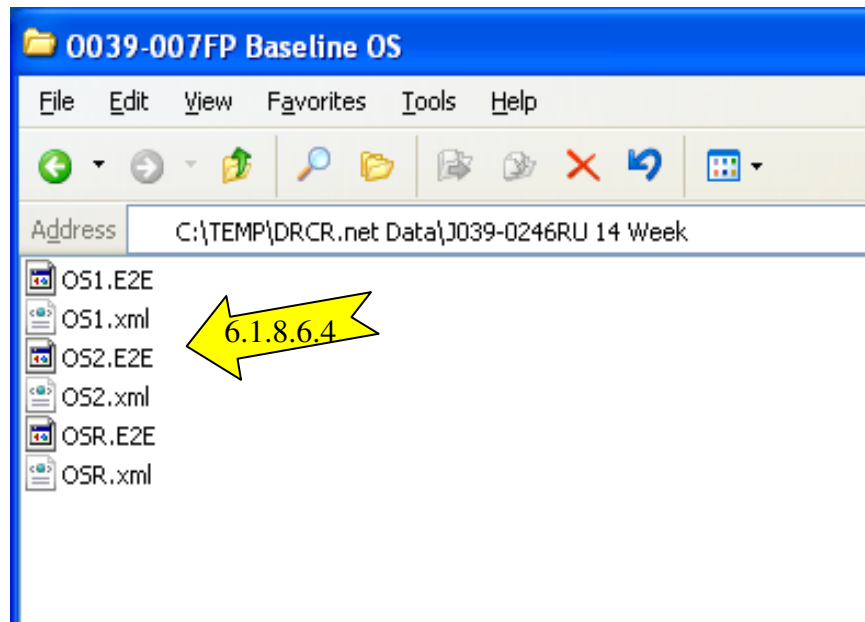 O039-007FP Baseline OS
File Edit View Favorites Tools Help
Address C:\TEMP\DRCR.net Data\J039-0246RU 14 Week
OS1.E2E
OS1.xml
6.1.8.6.4
OS2.E2E
OS2.xml
OSR.E2E
OSR.xml